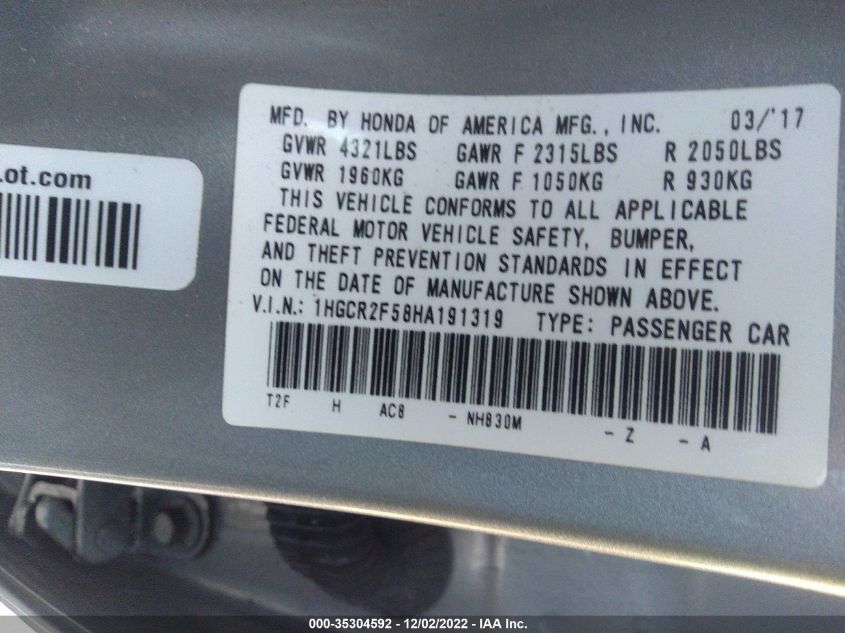 MFD. BY HONDA OF AMERICA MFG., INC. 03/'17
GVWR 4321LBS GAWR F 2315LBS R 2050LBS
GVWR 1960KG GAWR F 1050KG R 930KG
THIS VEHICLE CONFORMS TO ALL APPLICABLE
FEDERAL MOTOR VEHICLE SAFETY, BUMPER,
AND THEFT PREVENTION STANDARDS IN EFFECT
ON THE DATE OF MANUFACTURE SHOWN ABOVE.
V.I.N.: 1HGCR2F58HA191319 TYPE: PASSENGER CAR
T2F H AC8 - NH830M - Z - A
ot.com
000-35304592 - 12/02/2022 - IAA Inc.